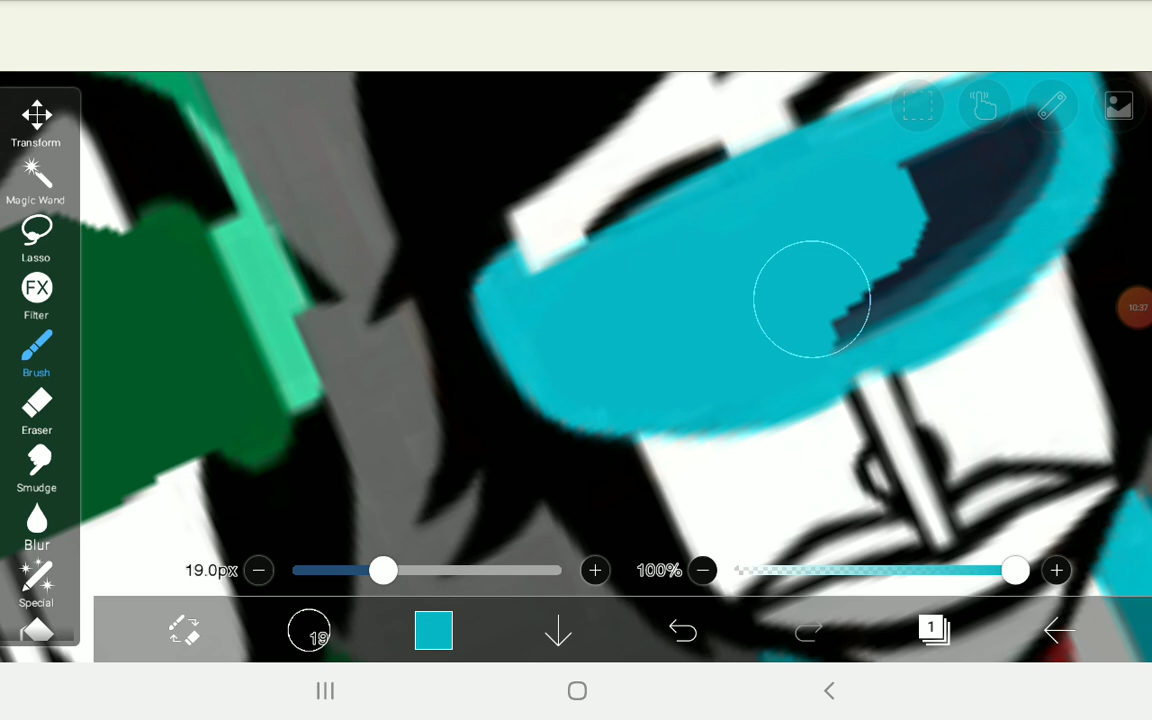 Transform
Magic Wand
Lasso
FX
Filter
Brush
Eraser
Smudge
Blur
Special
10:37
19.0px
100%
19
1